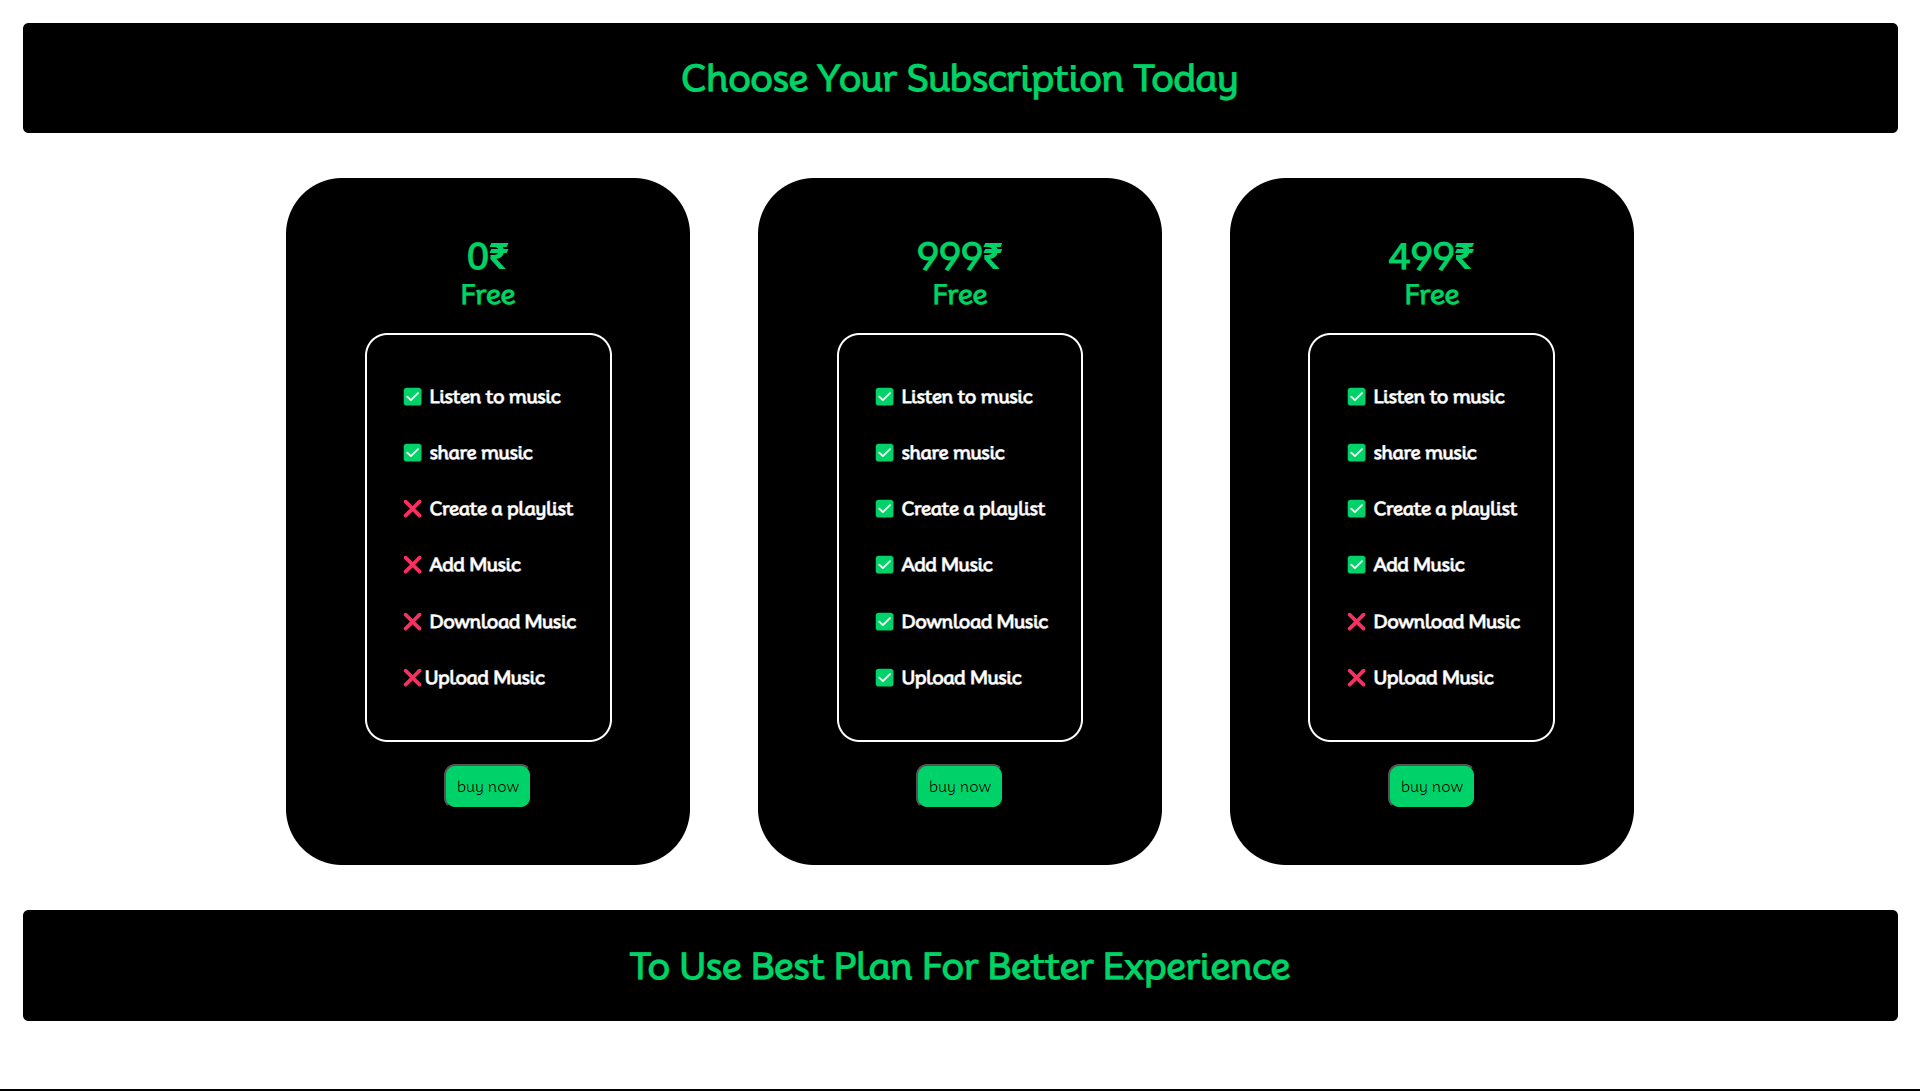 Choose Your Subscription Today
0₹
Free
✅ Listen to music
✅ share music
❌ Create a playlist
❌ Add Music
❌ Download Music
❌Upload Music
buy now
999₹
Free
✅ Listen to music
✅ share music
✅ Create a playlist
✅ Add Music
✅ Download Music
✅ Upload Music
buy now
499₹
Free
✅ Listen to music
✅ share music
✅ Create a playlist
✅ Add Music
❌ Download Music
❌ Upload Music
buy now
To Use Best Plan For Better Experience